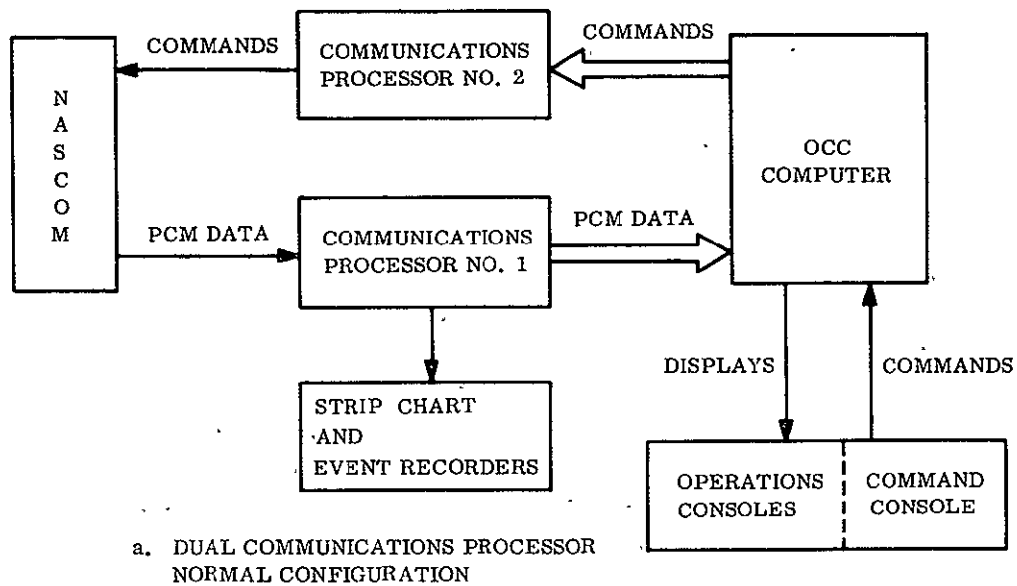 COMMANDS
COMMUNICATIONS
PROCESSOR NO. 2
COMMANDS
NASCOM
OCC
COMPUTER
PCM DATA
COMMUNICATIONS
PROCESSOR NO. 1
PCM DATA
DISPLAYS
COMMANDS
STRIP CHART
AND
EVENT RECORDERS
OPERATIONS
CONSOLES
COMMAND
CONSOLE
a. DUAL COMMUNICATIONS PROCESSOR
NORMAL CONFIGURATION